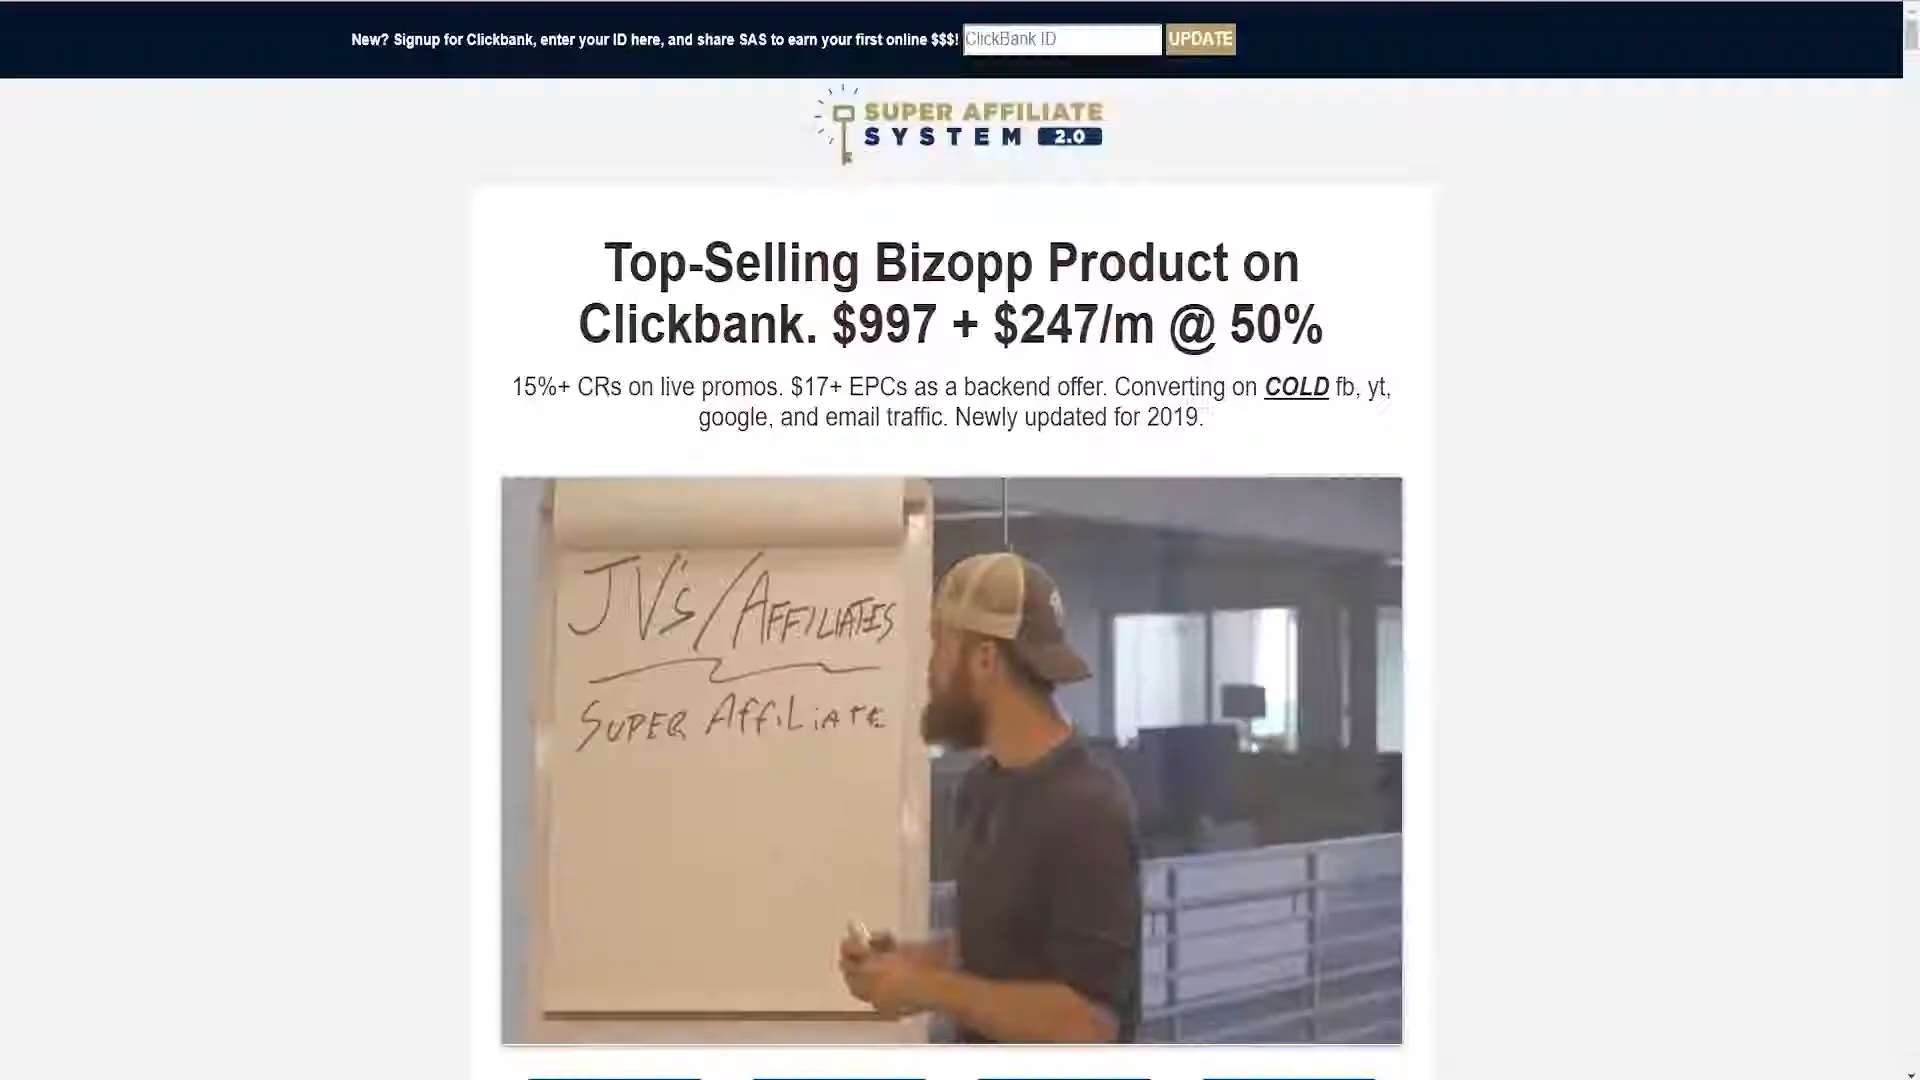 New? Signup for Clickbank, enter your ID here, and share SAS to earn your first online $$$! ClickBank ID UPDATE
SUPER AFFILIATE
SYSTEM 2.0
Top-Selling Bizopp Product on
Clickbank. $997 + $247/m @ 50%
15%+ CRs on live promos. $17+ EPCs as a backend offer. Converting on COLD fb, yt,
google, and email traffic. Newly updated for 2019.
JV's/AFFILIATES
SUPER AFFiLiATE